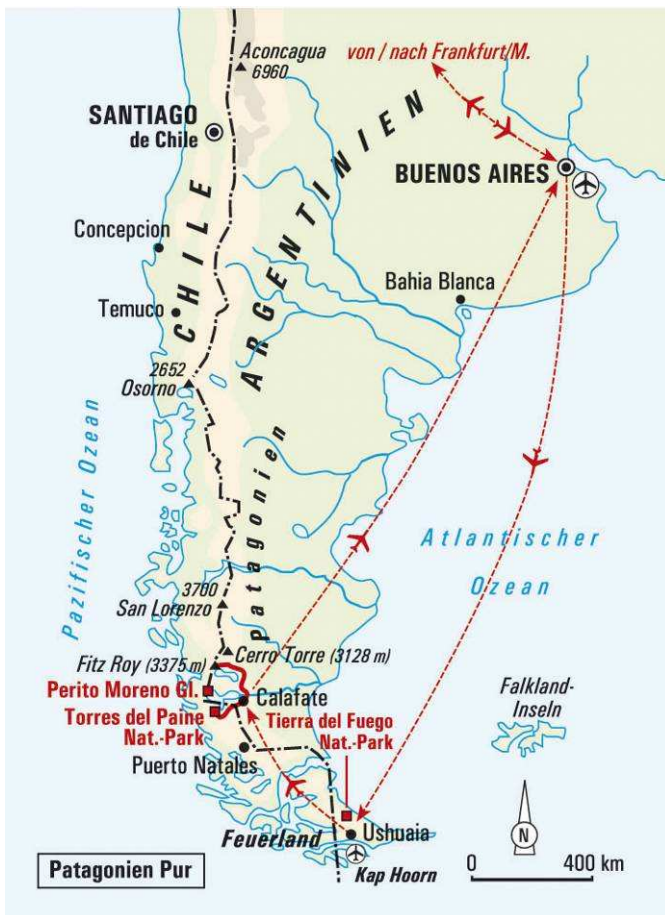 Aconcagua
6960
von / nach Frankfurt/M.
SANTIAGO
de Chile
BUENOS AIRES
CHILE
ARGENTINIEN
Concepcion
Bahia Blanca
Temuco
2652
Osorno
Pazifischer Ozean
Patagonien
Atlantischer
Ozean
3700
San Lorenzo
Cerro Torre (3128 m)
Fitz Roy (3375 m)
Perito Moreno Gl.
Calafate
Torres del Paine
Nat.-Park
Tierra del Fuego
Nat.-Park
Falkland-
Inseln
Puerto Natales
Feuerland
Ushuaia
Kap Hoorn
N
0 400 km
Patagonien Pur